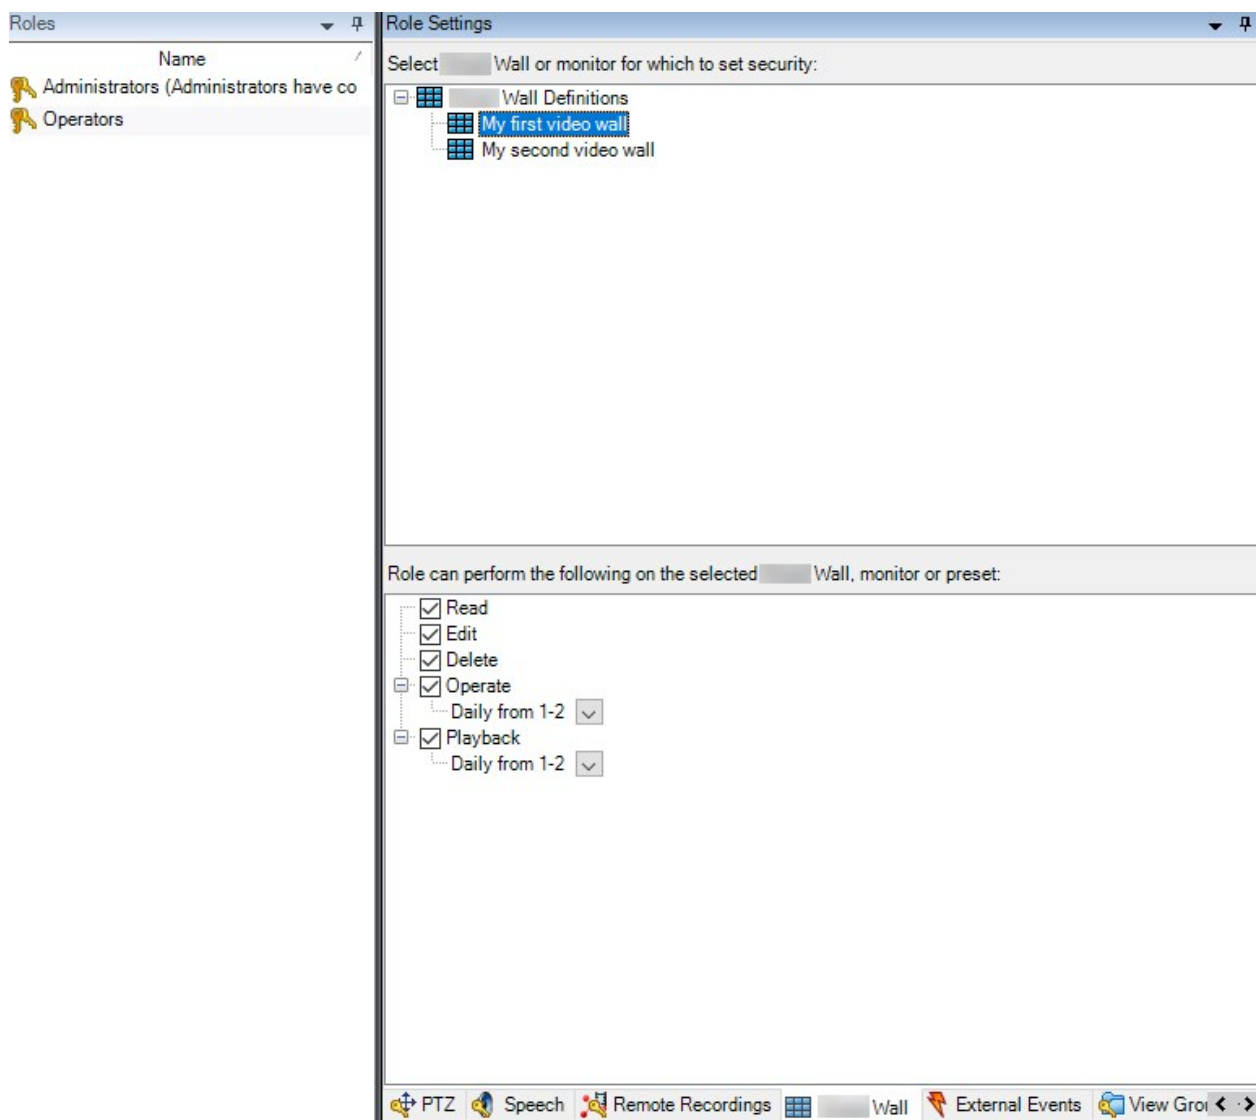 Roles
Name
Administrators (Administrators have co
Operators
Role Settings
Select Wall or monitor for which to set security:
Wall Definitions
My first video wall
My second video wall
Role can perform the following on the selected Wall, monitor or preset:
Read
Edit
Delete
Operate
Daily from 1-2
Playback
Daily from 1-2
PTZ Speech Remote Recordings Wall External Events View Grou